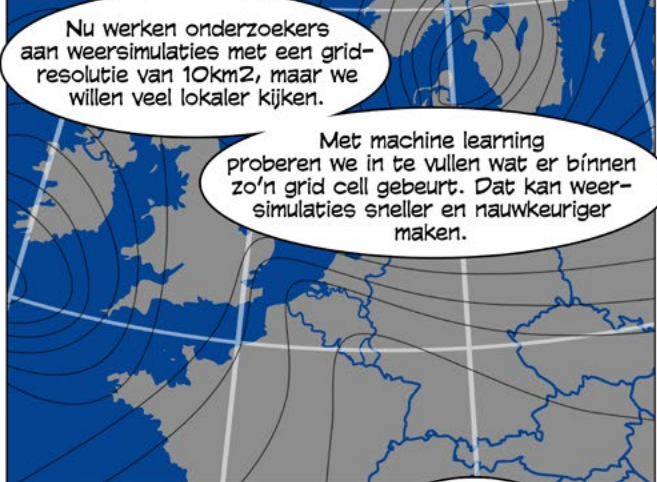 Nu werken onderzoekers
aan weersimulaties met een grid-
resolutie van 10km2, maar we
willen veel lokaler kijken.
Met machine learning
proberen we in te vullen wat er bínnen
zo'n grid cell gebeurt. Dat kan weer-
simulaties sneller en nauwkeuriger
maken.